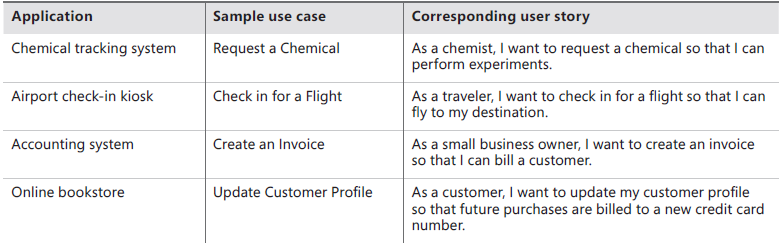 Application Sample use case Corresponding user story
Chemical tracking system Request a Chemical As a chemist, I want to request a chemical so that I can
perform experiments.
Airport check-in kiosk Check in for a Flight As a traveler, I want to check in for a flight so that I can
fly to my destination.
Accounting system Create an Invoice As a small business owner, I want to create an invoice
so that I can bill a customer.
Online bookstore Update Customer Profile As a customer, I want to update my customer profile
so that future purchases are billed to a new credit card
number.